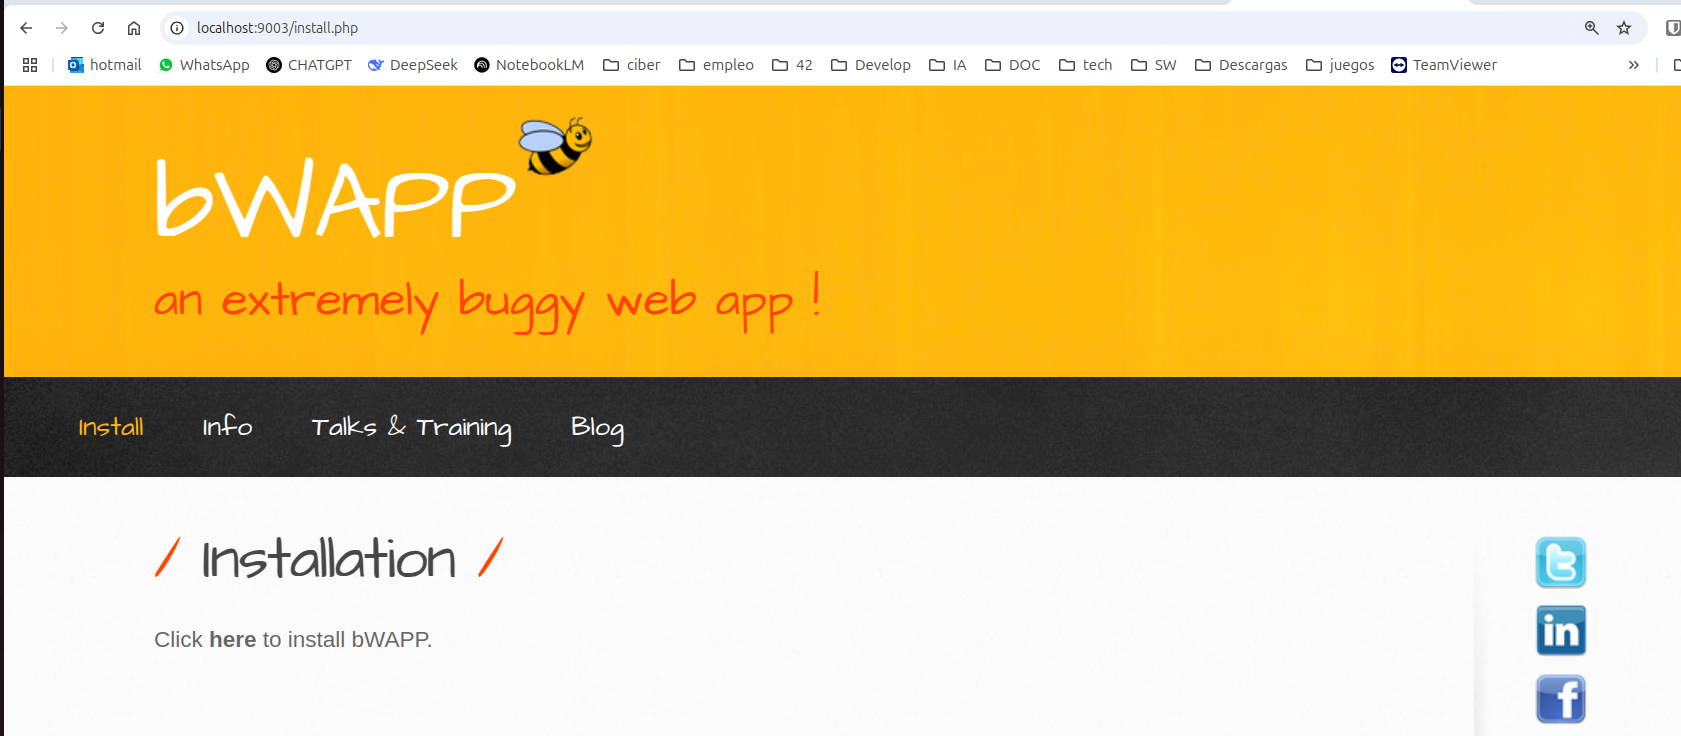 localhost:9003/install.php
hotmail WhatsApp CHATGPT DeepSeek NotebookLM ciber empleo 42 Develop IA DOC tech SW Descargas juegos TeamViewer
bWAPP
an extremely buggy web app !
Install Info Talks & Training Blog
/ Installation /
Click here to install bWAPP.